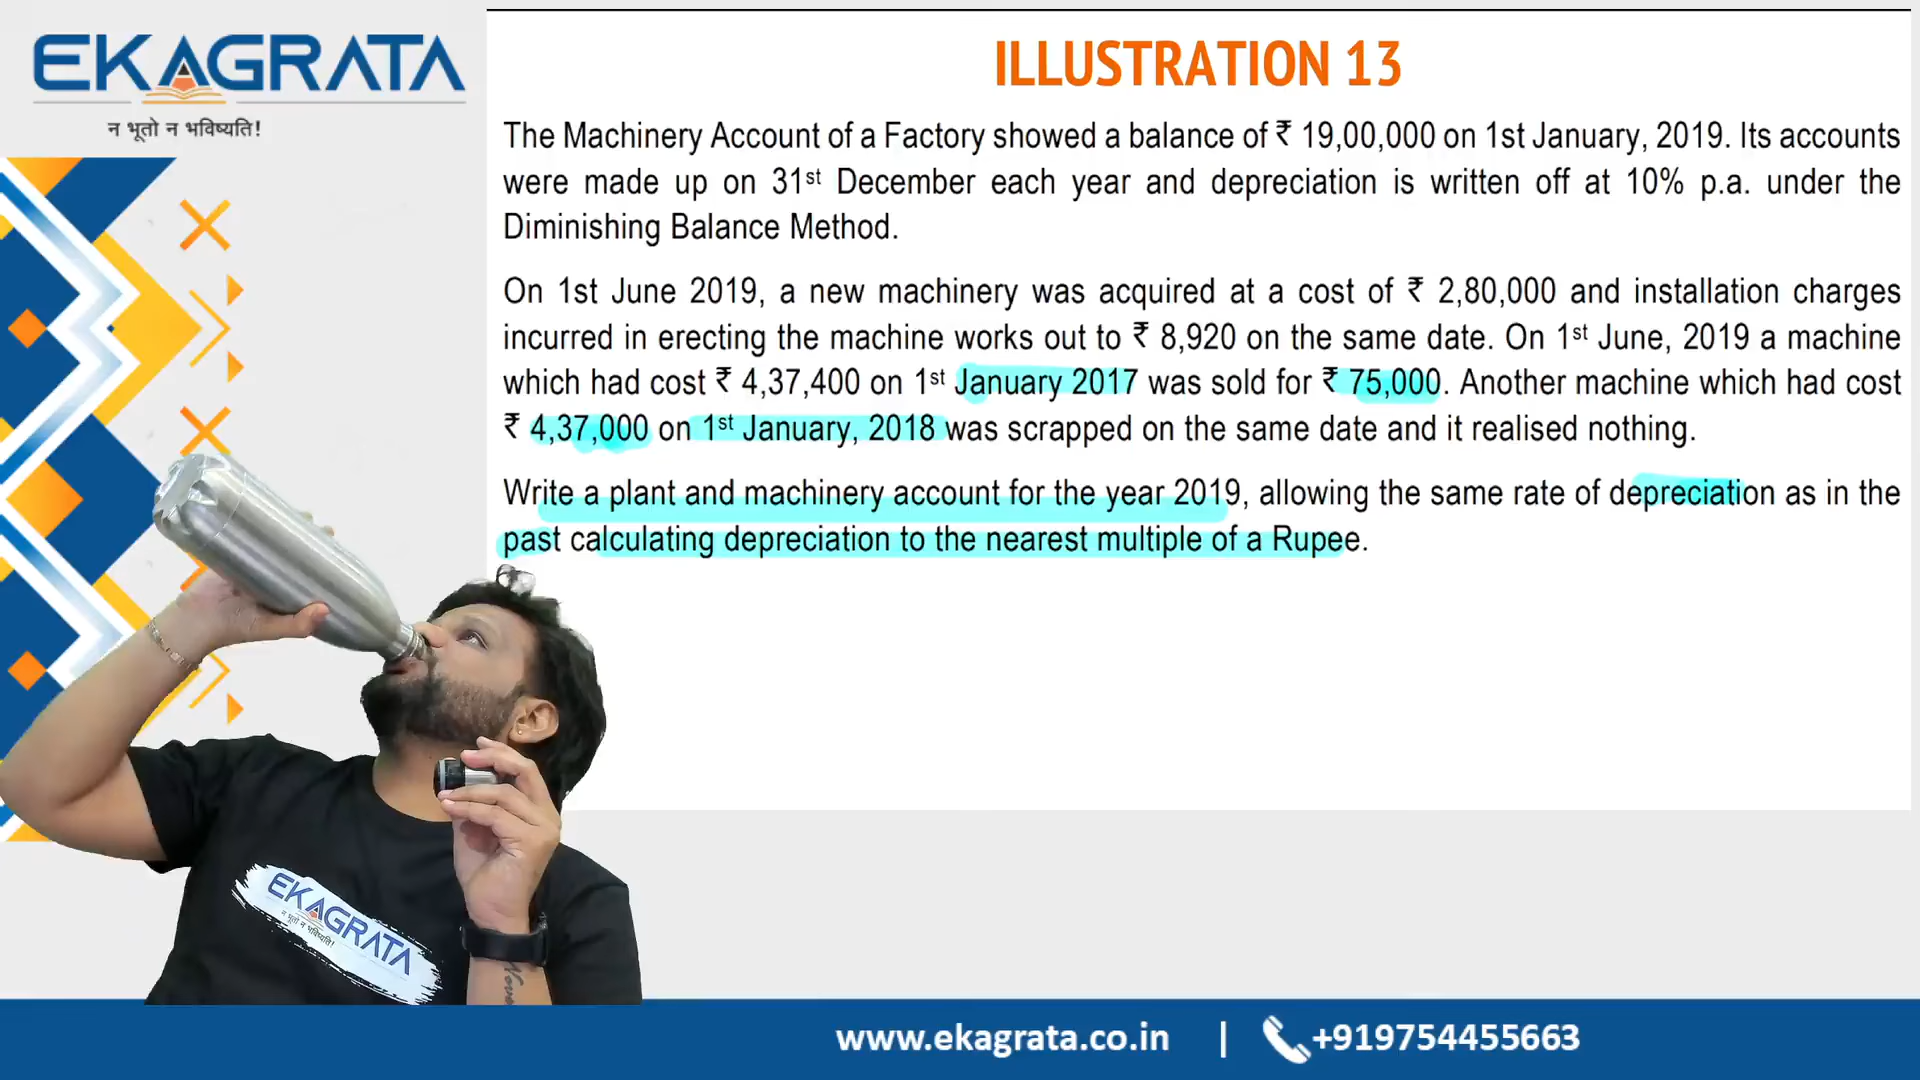 EKAGRATA
न भूतो न भविष्यति!
ILLUSTRATION 13
The Machinery Account of a Factory showed a balance of ₹ 19,00,000 on 1st January, 2019. Its accounts
were made up on 31st December each year and depreciation is written off at 10% p.a. under the
Diminishing Balance Method.
On 1st June 2019, a new machinery was acquired at a cost of ₹ 2,80,000 and installation charges
incurred in erecting the machine works out to ₹ 8,920 on the same date. On 1st June, 2019 a machine
which had cost ₹ 4,37,400 on 1st January 2017 was sold for ₹ 75,000. Another machine which had cost
₹ 4,37,000 on 1st January, 2018 was scrapped on the same date and it realised nothing.
Write a plant and machinery account for the year 2019, allowing the same rate of depreciation as in the
past calculating depreciation to the nearest multiple of a Rupee.
EKAGRATA
न भूतो न भविष्यति!
www.ekagrata.co.in | +919754455663